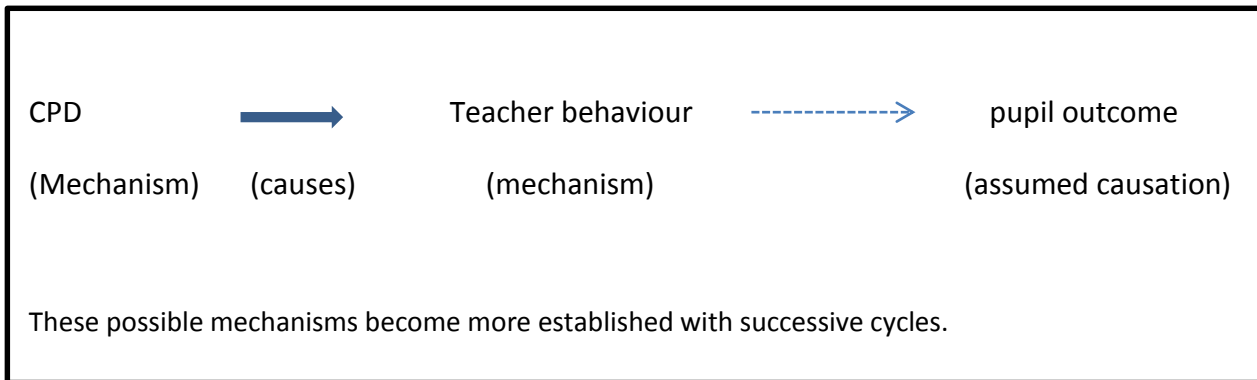 CPD Teacher behaviour pupil outcome
(Mechanism) (causes) (mechanism) (assumed causation)
These possible mechanisms become more established with successive cycles.